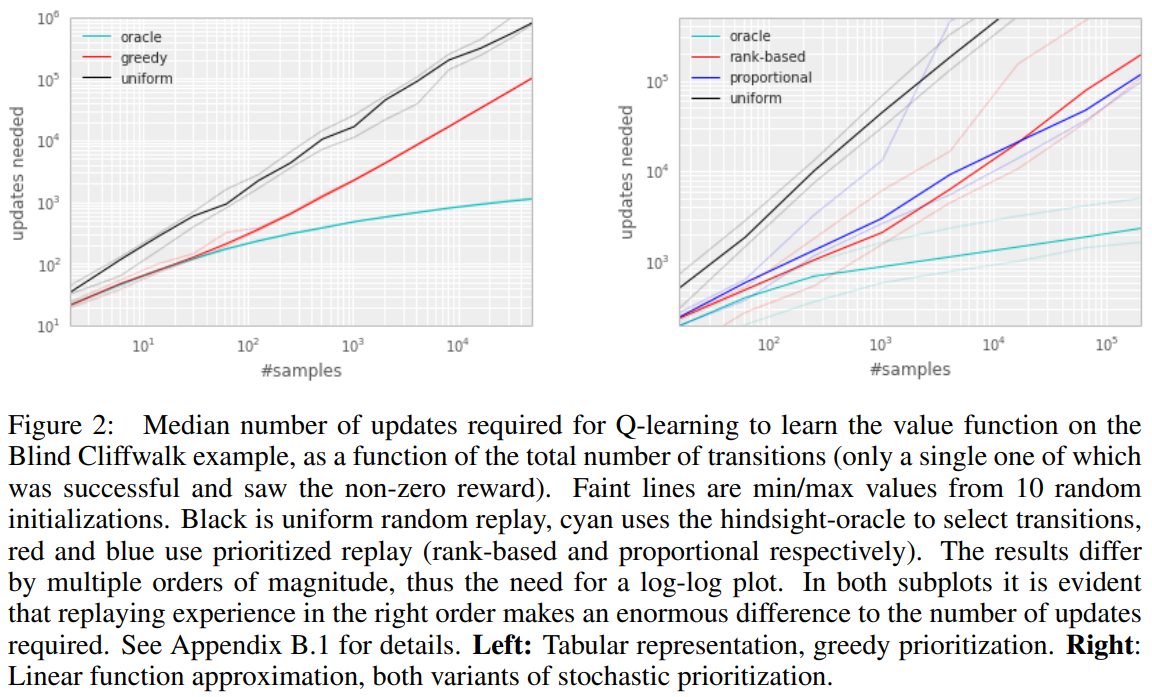 10^6
10^5
10^4
10^3
10^2
10^1
updates needed
oracle
greedy
uniform
10^1 10^2 10^3 10^4
#samples
10^5
10^4
10^3
updates needed
oracle
rank-based
proportional
uniform
10^2 10^3 10^4 10^5
#samples
Figure 2: Median number of updates required for Q-learning to learn the value function on the
Blind Cliffwalk example, as a function of the total number of transitions (only a single one of which
was successful and saw the non-zero reward). Faint lines are min/max values from 10 random
initializations. Black is uniform random replay, cyan uses the hindsight-oracle to select transitions,
red and blue use prioritized replay (rank-based and proportional respectively). The results differ
by multiple orders of magnitude, thus the need for a log-log plot. In both subplots it is evident
that replaying experience in the right order makes an enormous difference to the number of updates
required. See Appendix B.1 for details. Left: Tabular representation, greedy prioritization. Right:
Linear function approximation, both variants of stochastic prioritization.